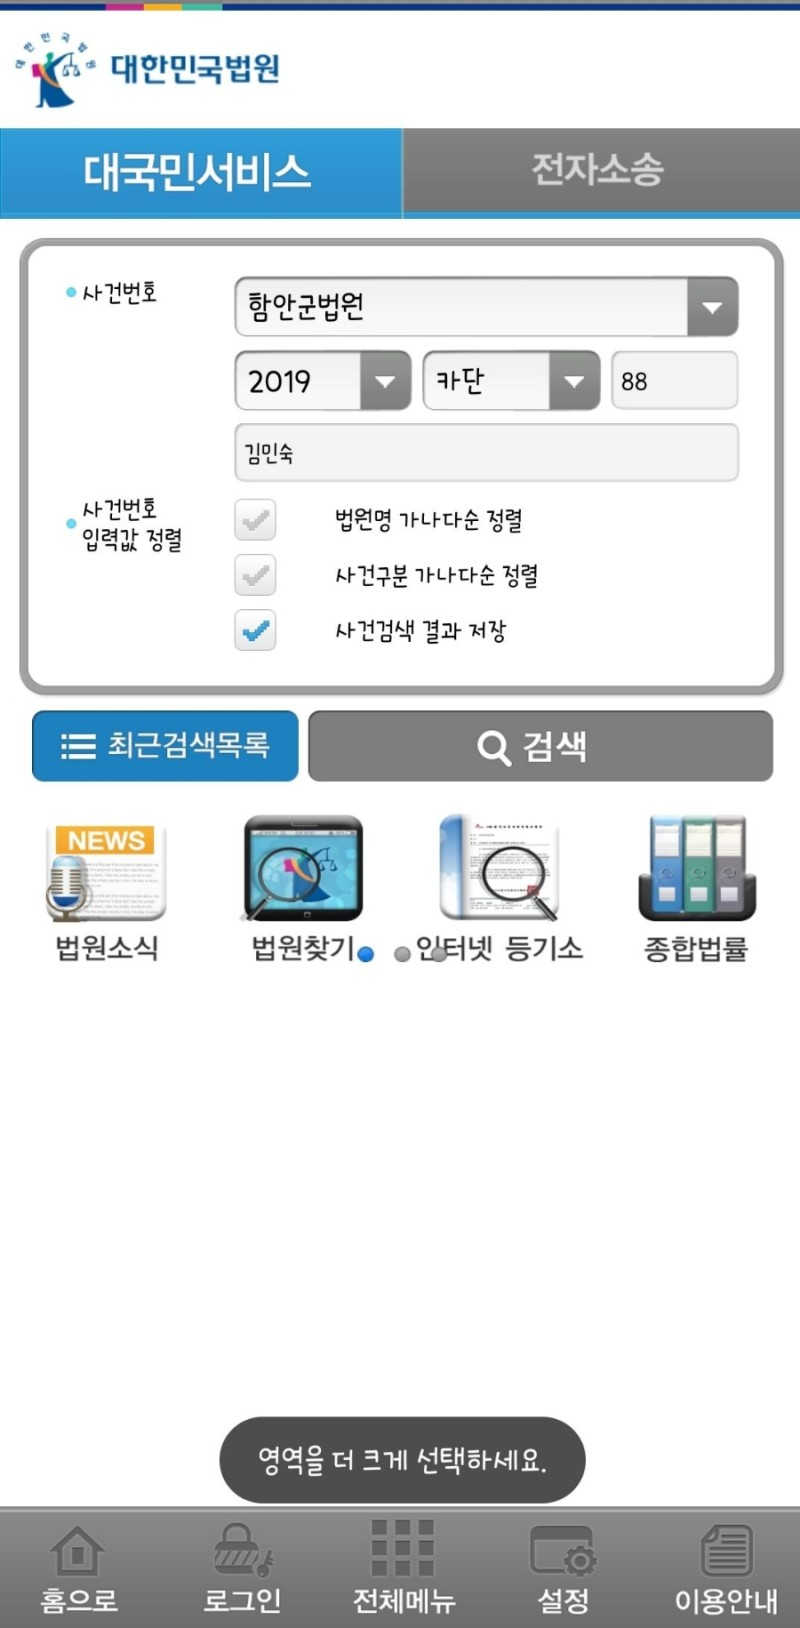 대한민국법원
대한민국법원
대국민서비스
전자소송
사건번호
함안군법원
2019
카단
88
김민숙
사건번호
입력값 정렬
법원명 가나다순 정렬
사건구분 가나다순 정렬
사건검색 결과 저장
최근검색목록
검색
NEWS
법원소식
법원찾기
인터넷 등기소
종합법률
영역을 더 크게 선택하세요.
홈으로
로그인
전체메뉴
설정
이용안내